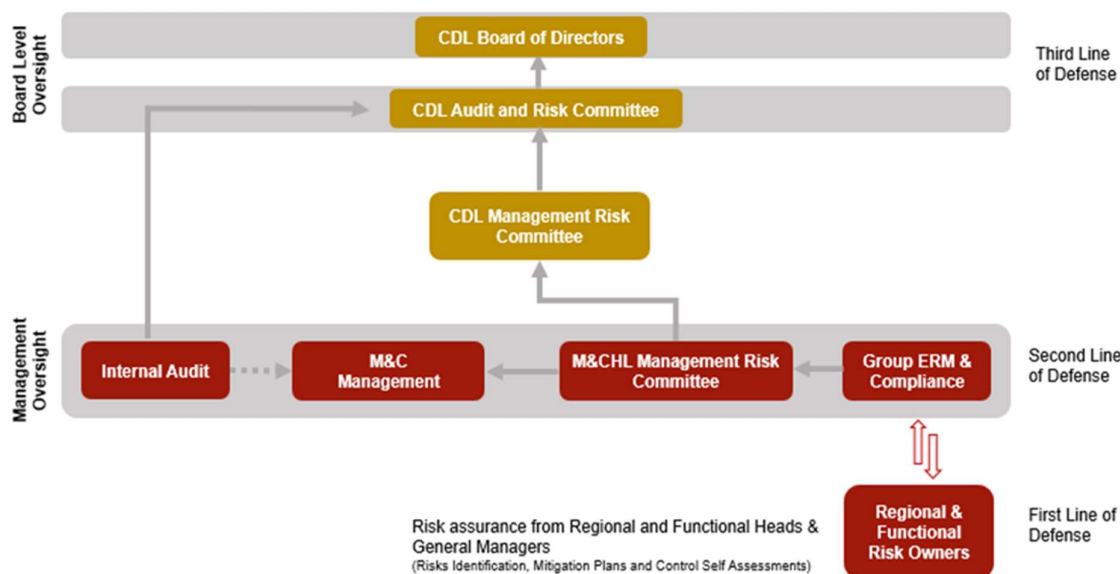 Board Level
Oversight
CDL Board of Directors
Third Line
of Defense
CDL Audit and Risk Committee
CDL Management Risk
Committee
Management
Oversight
Internal Audit
M&C
Management
M&CHL Management Risk
Committee
Group ERM &
Compliance
Second Line
of Defense
Risk assurance from Regional and Functional Heads &
General Managers
(Risks Identification, Mitigation Plans and Control Self Assessments)
Regional &
Functional
Risk Owners
First Line of
Defense